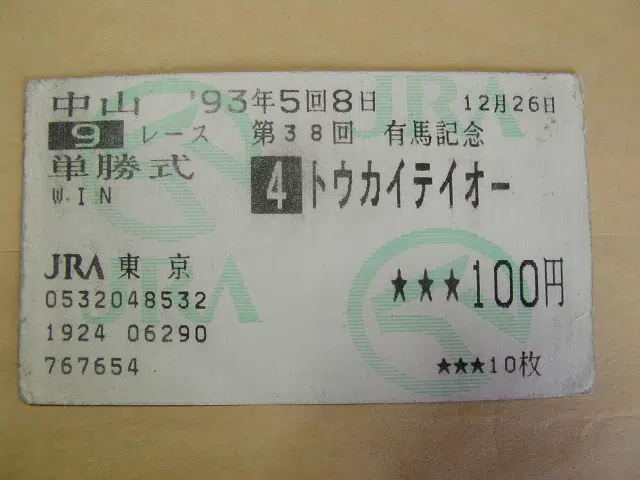 中山 '93年5回8日 12月26日
9 レース 第38回 有馬記念
単勝式 4 トウカイテイオー
WIN
JRA 東京 ★★★100円
0532048532
1924 06290
767654 ★★★10枚
JRA
JRA